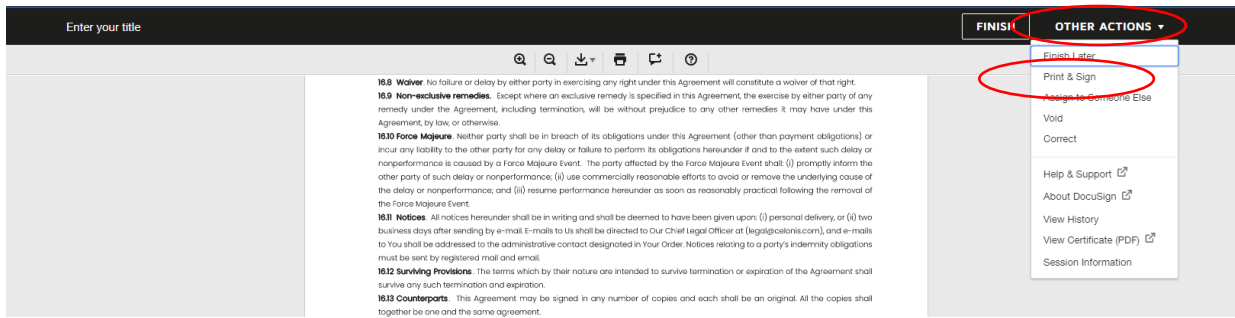 Enter your title
FINISH
OTHER ACTIONS
Finish Later
Print & Sign
Assign to Someone Else
Void
Correct
Help & Support
About DocuSign
View History
View Certificate (PDF)
Session Information
16.8 Waiver. No failure or delay by either party in exercising any right under this Agreement will constitute a waiver of that right.
16.9 Non-exclusive remedies. Except where an exclusive remedy is specified in this Agreement, the exercise by either party of any
remedy under the Agreement, including termination, will be without prejudice to any other remedies it may have under this
Agreement, by law, or otherwise.
16.10 Force Majeure. Neither party shall be in breach of its obligations under this Agreement (other than payment obligations) or
incur any liability to the other party for any delay or failure to perform its obligations hereunder if and to the extent such delay or
nonperformance is caused by a Force Majeure Event. The party affected by the Force Majeure Event shall: (i) promptly inform the
other party of such delay or nonperformance; (ii) use commercially reasonable efforts to avoid or remove the underlying cause of
the delay or nonperformance; and (iii) resume performance hereunder as soon as reasonably practical following the removal of
the Force Majeure Event.
16.11 Notices. All notices hereunder shall be in writing and shall be deemed to have been given upon: (i) personal delivery, or (ii) two
business days after sending by e-mail. E-mails to Us shall be directed to Our Chief Legal Officer at (legal@celonis.com), and e-mails
to You shall be addressed to the administrative contact designated in Your Order. Notices relating to a party's indemnity obligations
must be sent by registered mail and email.
16.12 Surviving Provisions. The terms which by their nature are intended to survive termination or expiration of the Agreement shall
survive any such termination and expiration.
16.13 Counterparts. This Agreement may be signed in any number of copies and each shall be an original. All the copies shall
together be one and the same agreement.